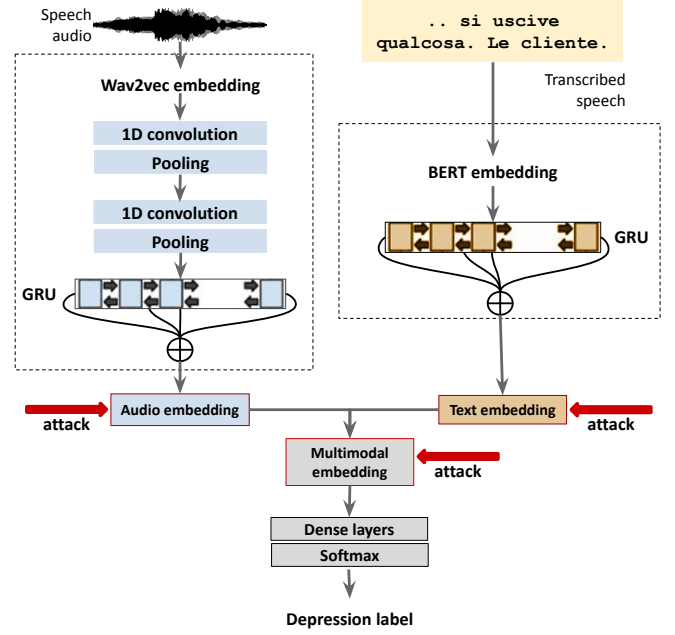 Speech
audio
.. si uscive
qualcosa. Le cliente.
Transcribed
speech
Wav2vec embedding
1D convolution
Pooling
1D convolution
Pooling
GRU
BERT embedding
GRU
attack
Audio embedding
Text embedding
attack
Multimodal
embedding
attack
Dense layers
Softmax
Depression label